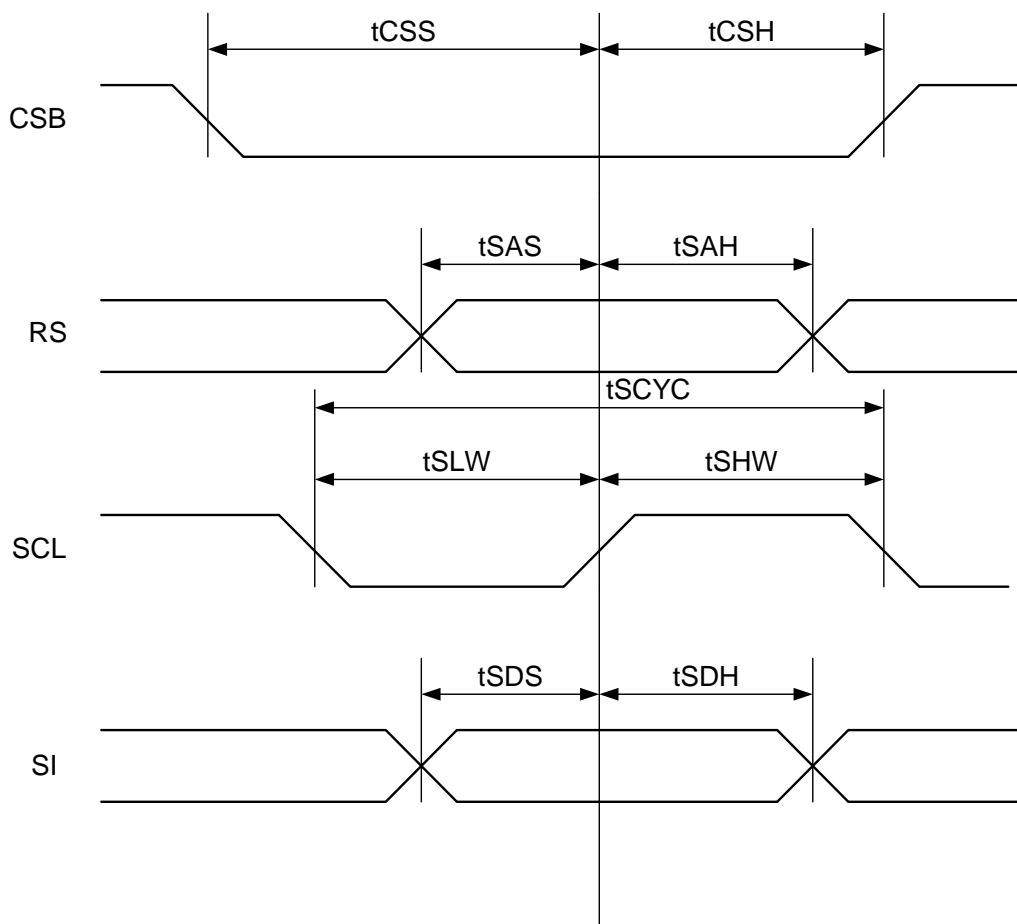 tCSS tCSH
CSB
tSAS tSAH
RS
tSCYC
tSLW tSHW
SCL
tSDS tSDH
SI